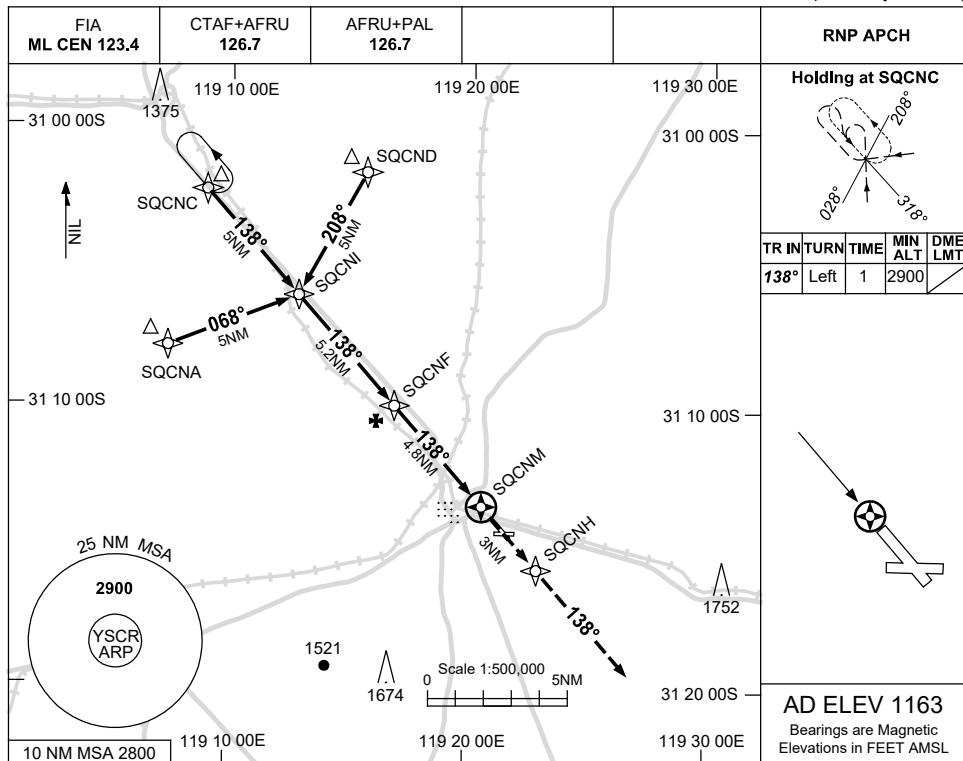 FIA
ML CEN 123.4
CTAF+AFRU
126.7
AFRU+PAL
126.7
RNP APCH
119 10 00E
119 20 00E
119 30 00E
1375
31 00 00S
31 00 00S
NIL
SQCND
SQCNC
208°
5NM
138°
5NM
SQCNI
068°
5NM
SQCNA
138°
5.2NM
SQCNF
31 10 00S
31 10 00S
138°
4.8NM
SQCNM
3NM
SQCNH
138°
25 NM MSA
2900
YSCR
ARP
1752
1521
1674
Scale 1:500,000
0
5NM
31 20 00S
10 NM MSA 2800
119 10 00E
119 20 00E
119 30 00E
Holding at SQCNC
208°
028°
318°
TR IN TURN TIME MIN ALT DME LMT
138° Left 1 2900
AD ELEV 1163
Bearings are Magnetic
Elevations in FEET AMSL